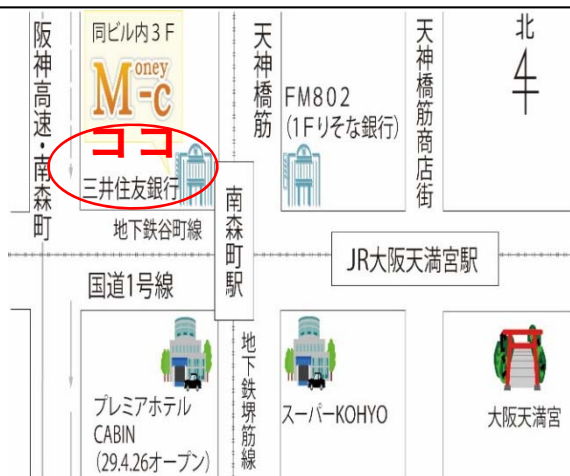 阪神高速・南森町
同ビル内3F
Money-c
ココ
三井住友銀行
天神橋筋
FM802
(1Fりそな銀行)
天神橋筋商店街
北
地下鉄谷町線
南森町駅
JR大阪天満宮駅
国道1号線
プレミアホテル
CABIN
(29.4.26オープン)
地下鉄堺筋線
スーパーKOHYO
大阪天満宮